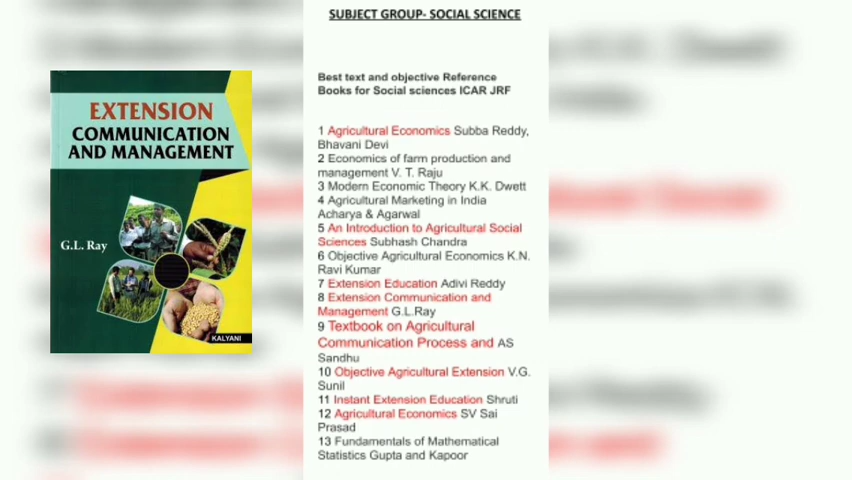 SUBJECT GROUP- SOCIAL SCIENCE
Best text and objective Reference
Books for Social sciences ICAR JRF
1 Agricultural Economics Subba Reddy,
Bhavani Devi
2 Economics of farm production and
management V. T. Raju
3 Modern Economic Theory K.K. Dwett
4 Agricultural Marketing in India
Acharya & Agarwal
5 An Introduction to Agricultural Social
Sciences Subhash Chandra
6 Objective Agricultural Economics K.N.
Ravi Kumar
7 Extension Education Adivi Reddy
8 Extension Communication and
Management G.L.Ray
9 Textbook on Agricultural
Communication Process and AS
Sandhu
10 Objective Agricultural Extension V.G.
Sunil
11 Instant Extension Education Shruti
12 Agricultural Economics SV Sai
Prasad
13 Fundamentals of Mathematical
Statistics Gupta and Kapoor
EXTENSION
COMMUNICATION
AND MANAGEMENT
G.L. Ray
KALYANI